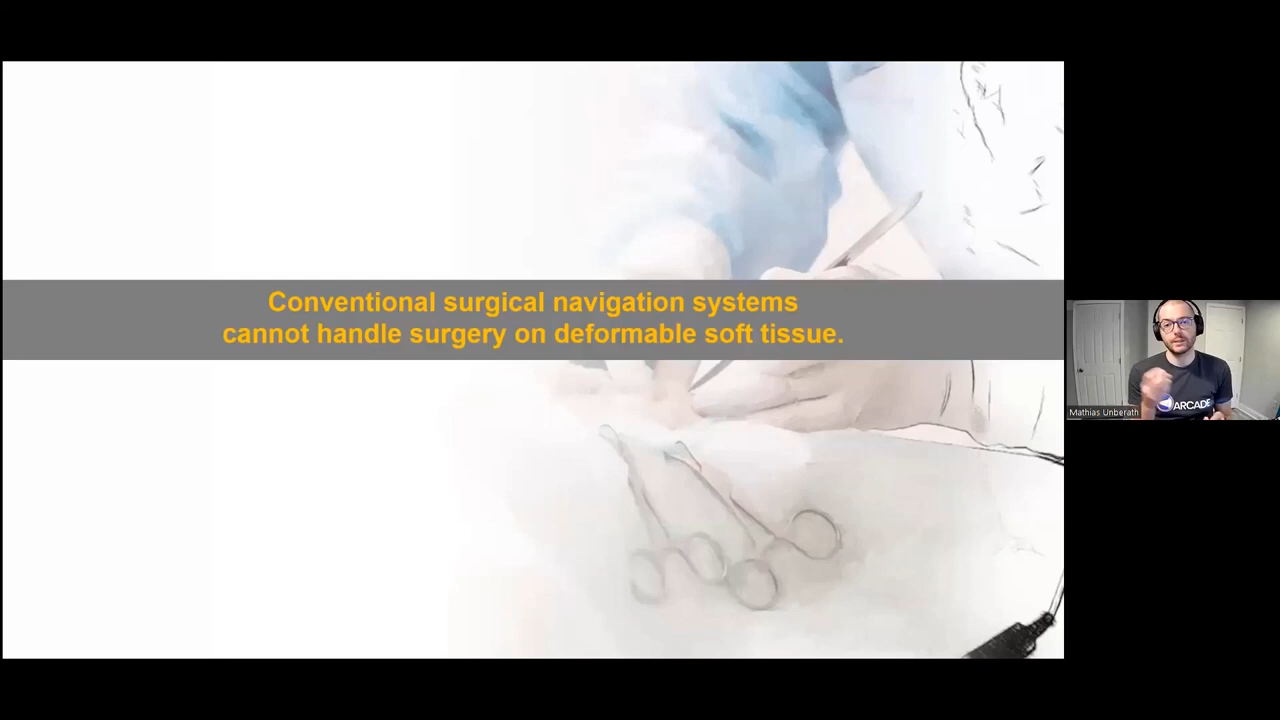 Conventional surgical navigation systems
cannot handle surgery on deformable soft tissue.
ARCADE
Mathias Unberath